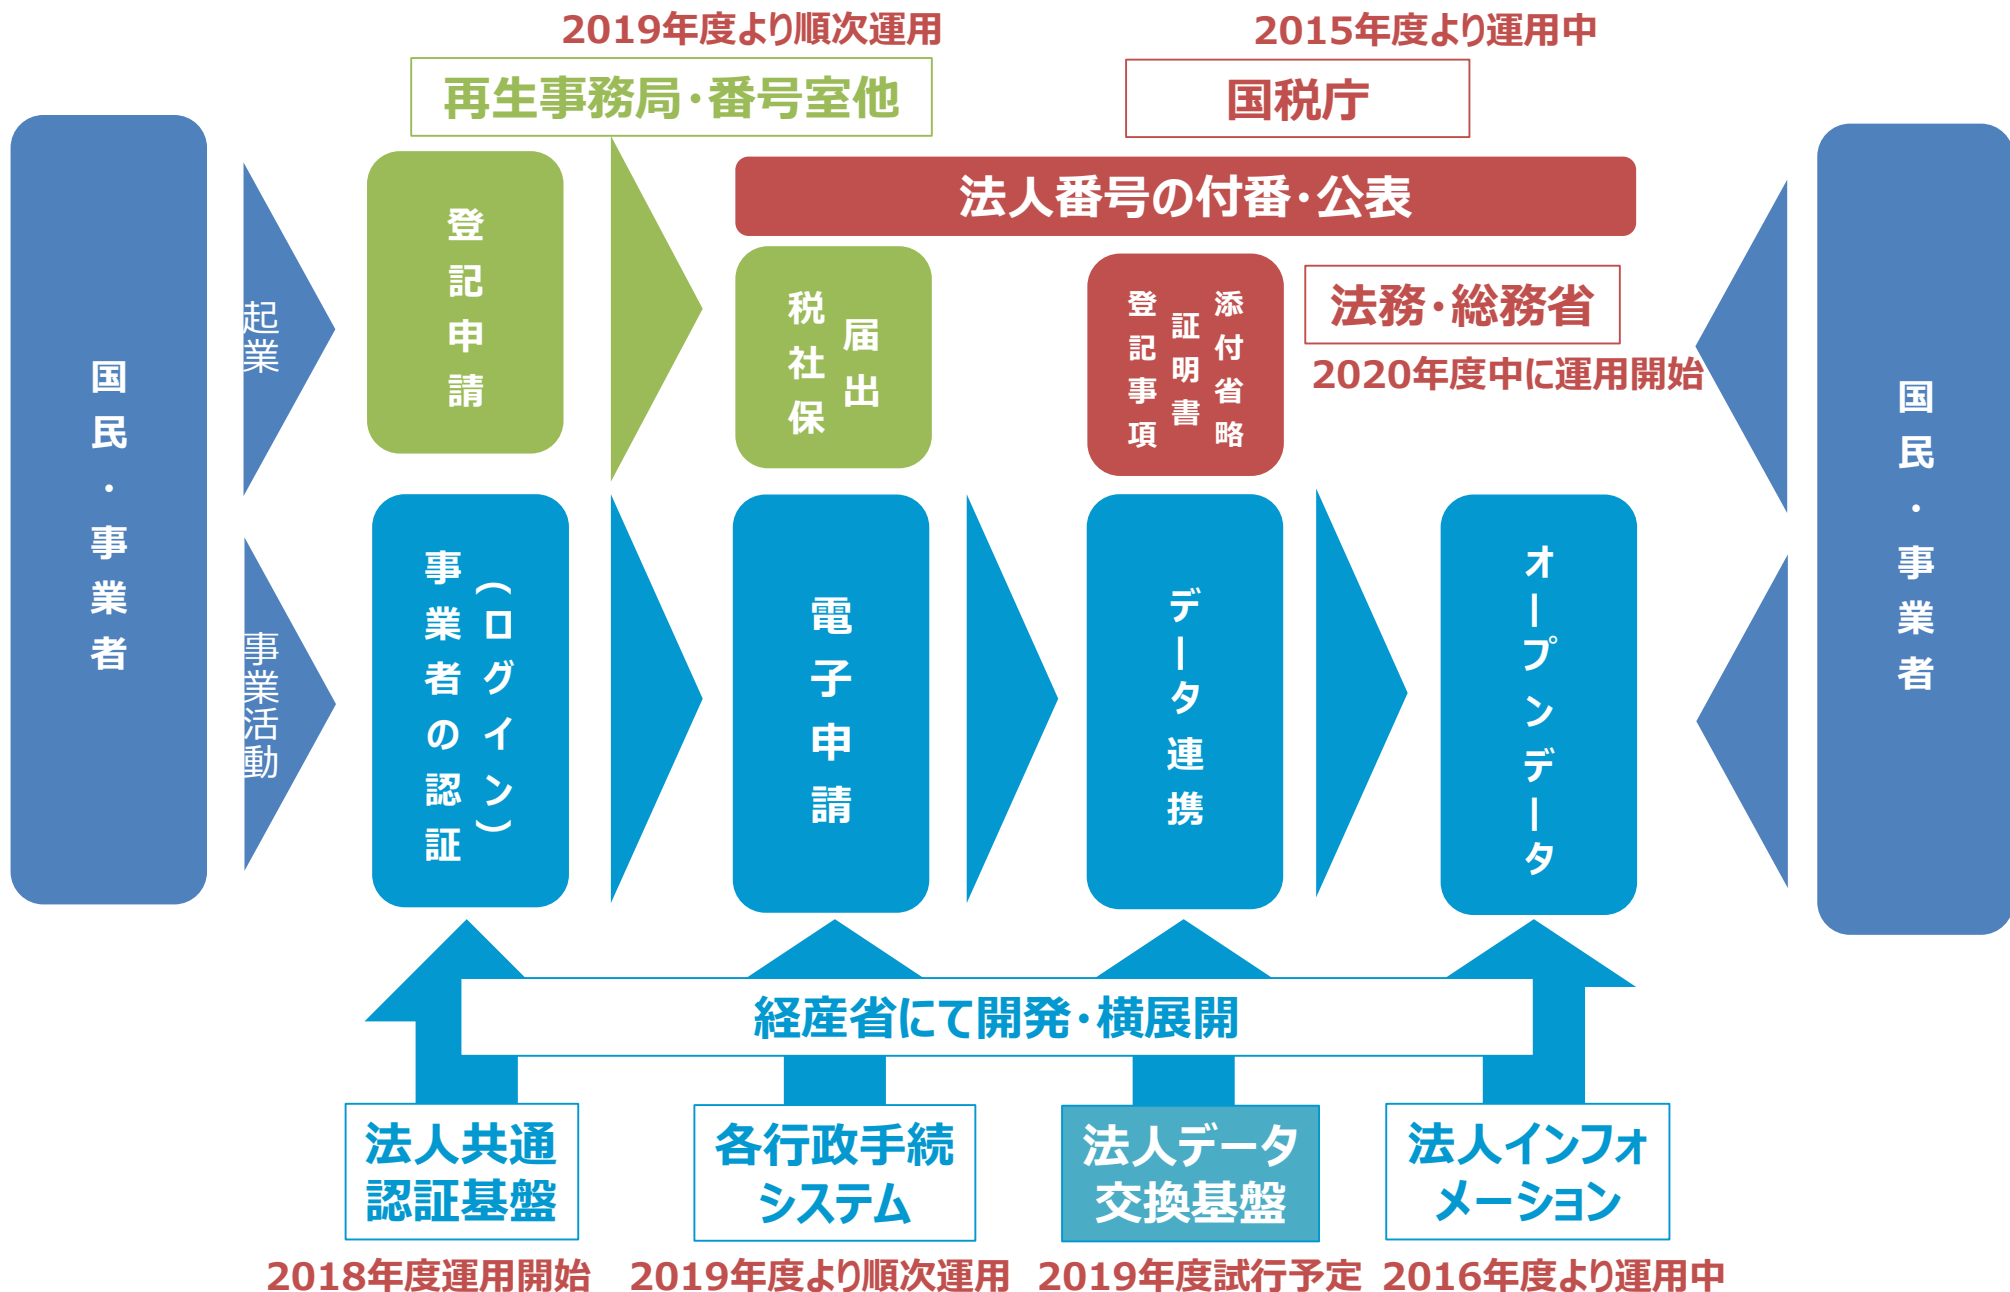 2019年度より順次運用
2015年度より運用中
再生事務局・番号室他
国税庁
国民・事業者
起業
登記申請
法人番号の付番・公表
税社保
届出
登記事項
証明書
添付省略
法務・総務省
2020年度中に運用開始
国民・事業者
事業活動
事業者の認証
(ログイン)
電子申請
データ連携
オープンデータ
経産省にて開発・横展開
法人共通
認証基盤
各行政手続
システム
法人データ
交換基盤
法人インフォ
メーション
2018年度運用開始
2019年度より順次運用
2019年度試行予定
2016年度より運用中